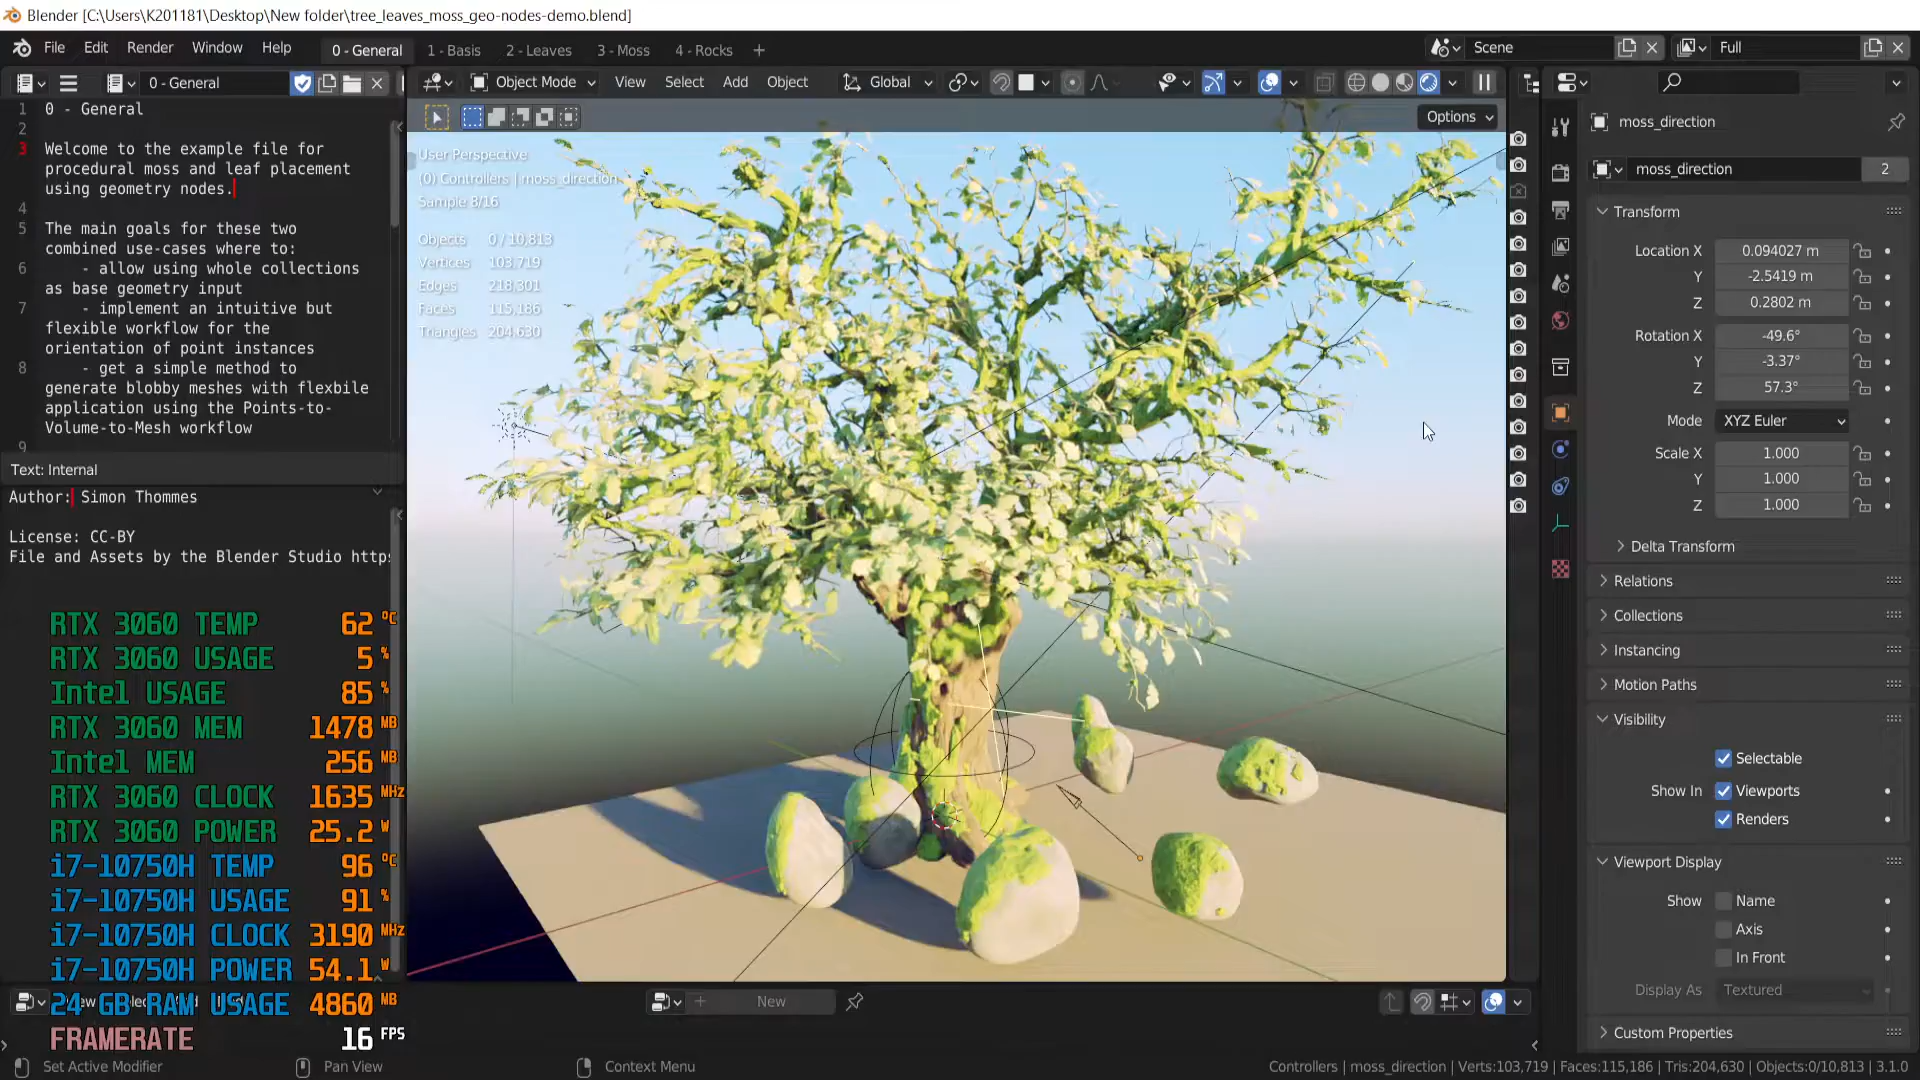 Blender [C:\Users\K201181\Desktop\New folder\tree_leaves_moss_geo-nodes-demo.blend]
File Edit Render Window Help 0 - General 1 - Basis 2 - Leaves 3 - Moss 4 - Rocks + Scene Full
0 - General
Object Mode View Select Add Object Global
Options
1 0 - General
2
3 Welcome to the example file for
procedural moss and leaf placement
using geometry nodes.
4
5 The main goals for these two
combined use-cases where to:
6 - allow using whole collections
as base geometry input
7 - implement an intuitive but
flexible workflow for the
orientation of point instances
8 - get a simple method to
generate blobby meshes with flexbile
application using the Points-to-
Volume-to-Mesh workflow
9
Text: Internal
Author: Simon Thommes
License: CC-BY
File and Assets by the Blender Studio https
RTX 3060 TEMP 62 °C
RTX 3060 USAGE 5 %
Intel USAGE 85 %
RTX 3060 MEM 1478 MB
Intel MEM 256 MB
RTX 3060 CLOCK 1635 MHz
RTX 3060 POWER 25.2 W
i7-10750H TEMP 96 °C
i7-10750H USAGE 91 %
i7-10750H CLOCK 3190 MHz
i7-10750H POWER 54.1 W
24 GB RAM USAGE 4860 MB
FRAMERATE 16 FPS
User Perspective
(0) Controllers | moss_direction
Sample 8/16
Objects 0 / 10,813
Vertices 103,719
Edges 218,301
Faces 115,186
Triangles 204,630
+ New
moss_direction
moss_direction 2
Transform
Location X 0.094027 m
Y -2.5419 m
Z 0.2802 m
Rotation X -49.6°
Y -3.37°
Z 57.3°
Mode XYZ Euler
Scale X 1.000
Y 1.000
Z 1.000
Delta Transform
Relations
Collections
Instancing
Motion Paths
Visibility
Selectable
Show In Viewports
Renders
Viewport Display
Show Name
Axis
In Front
Display As Textured
Custom Properties
Set Active Modifier Pan View Context Menu
Controllers | moss_direction | Verts:103,719 | Faces:115,186 | Tris:204,630 | Objects:0/10,813 | 3.1.0